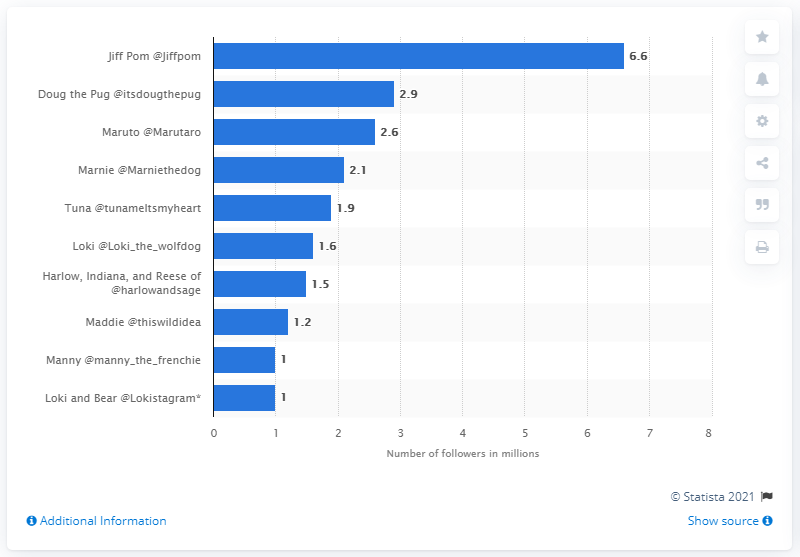 Jiff Pom @Jiffpom 6.6
Doug the Pug @itsdougthepug 2.9
Maruto @Marutaro 2.6
Marnie @Marniethedog 2.1
Tuna @tunameltsmyheart 1.9
Loki @Loki_the_wolfdog 1.6
Harlow, Indiana, and Reese of
@harlowandsage 1.5
Maddie @thiswildidea 1.2
Manny @manny_the_frenchie 1
Loki and Bear @Lokistagram* 1
0 1 2 3 4 5 6 7 8
Number of followers in millions
© Statista 2021
Additional Information
Show source